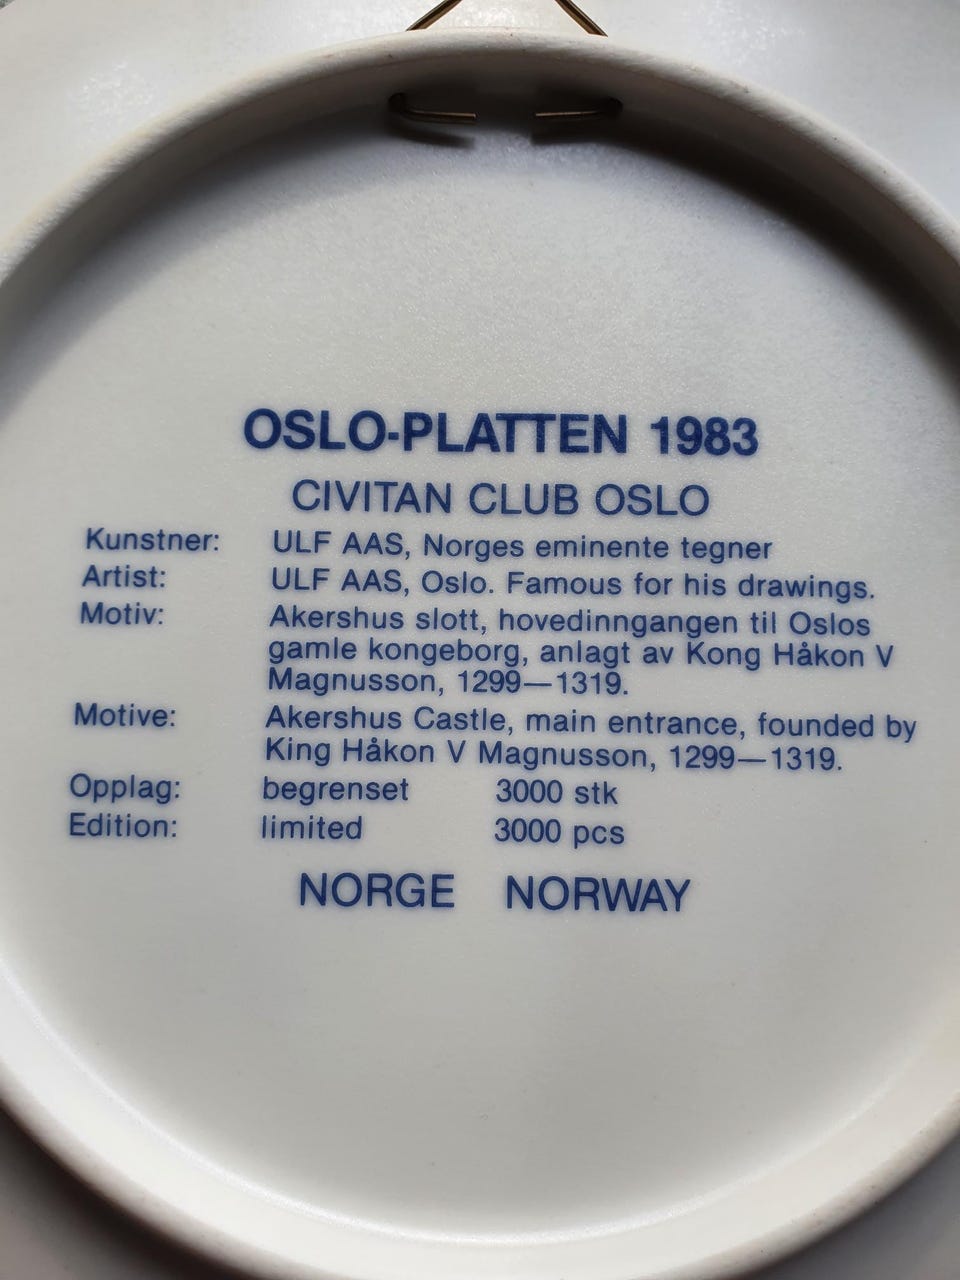 OSLO-PLATTEN 1983
CIVITAN CLUB OSLO
Kunstner: ULF AAS, Norges eminente tegner
Artist: ULF AAS, Oslo. Famous for his drawings.
Motiv: Akershus slott, hovedinngangen til Oslos
gamle kongeborg, anlagt av Kong Håkon V
Magnusson, 1299—1319.
Motive: Akershus Castle, main entrance, founded by
King Håkon V Magnusson, 1299—1319.
Opplag: begrenset 3000 stk
Edition: limited 3000 pcs
NORGE NORWAY